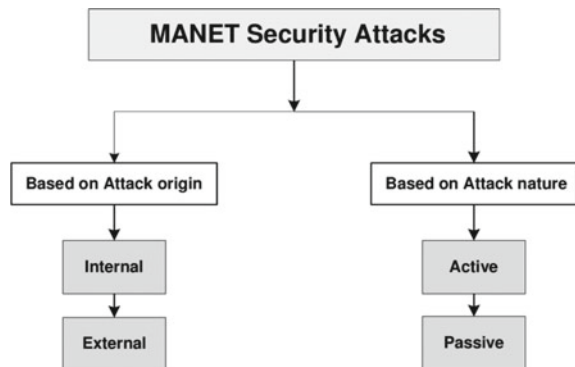 MANET Security Attacks
Based on Attack origin
Based on Attack nature
Internal
Active
External
Passive